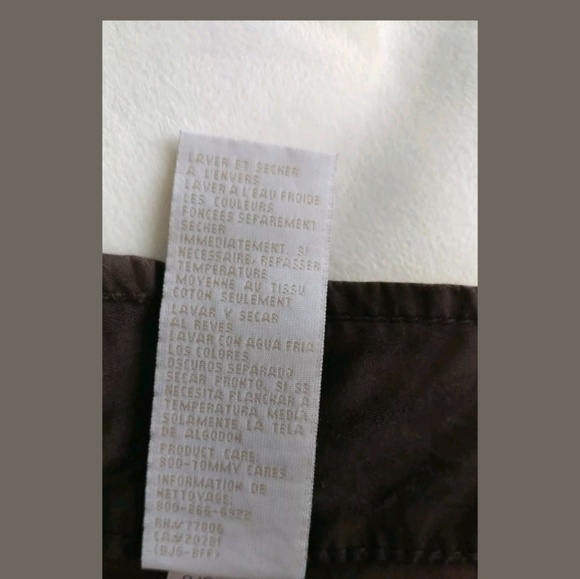 LAVER ET SECHER
A L'ENVERS
LAVER A L'EAU FROIDE
LES COULEURS
FONCEES SEPAREMENT
SECHER
IMMEDIATEMENT. SI
NECESSAIRE, REPASSER
TEMPERATURE
MOYENNE AU TISSU
COTON SEULEMENT
LAVAR Y SECAR
AL REVES
LAVAR CON AGUA FRIA
LOS COLORES
OSCUROS SEPARADO
SECAR PRONTO. SI SE
NECESITA PLANCHAR A
TEMPERATURA MEDIA
SOLAMENTE LA TELA
DE ALGODON
PRODUCT CARE:
800-TOMMY CARES
INFORMATION DE
NETTOYAGE:
800-866-6922
RN#77806
CA#20781
(BJG-BFF)